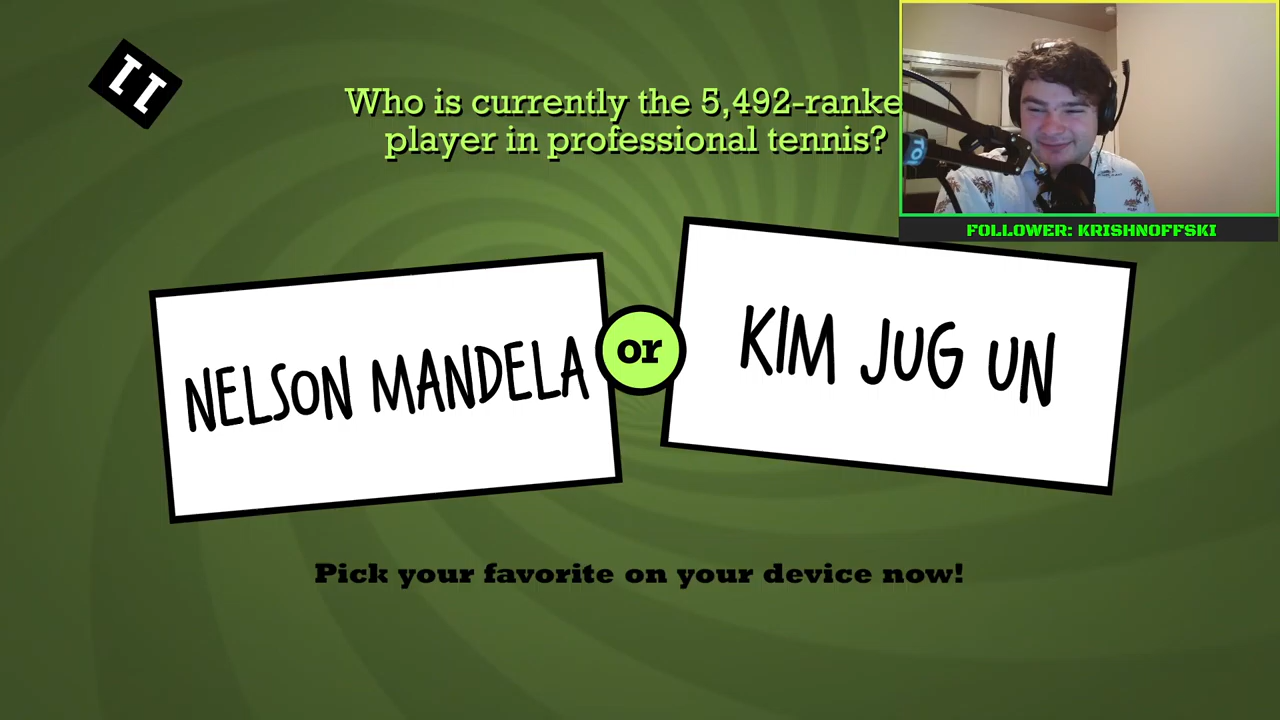 11
Who is currently the 5,492-ranke
player in professional tennis?
NELSON MANDELA
or
KIM JUG UN
Pick your favorite on your device now!
FOLLOWER: KRISHNOFFSKI